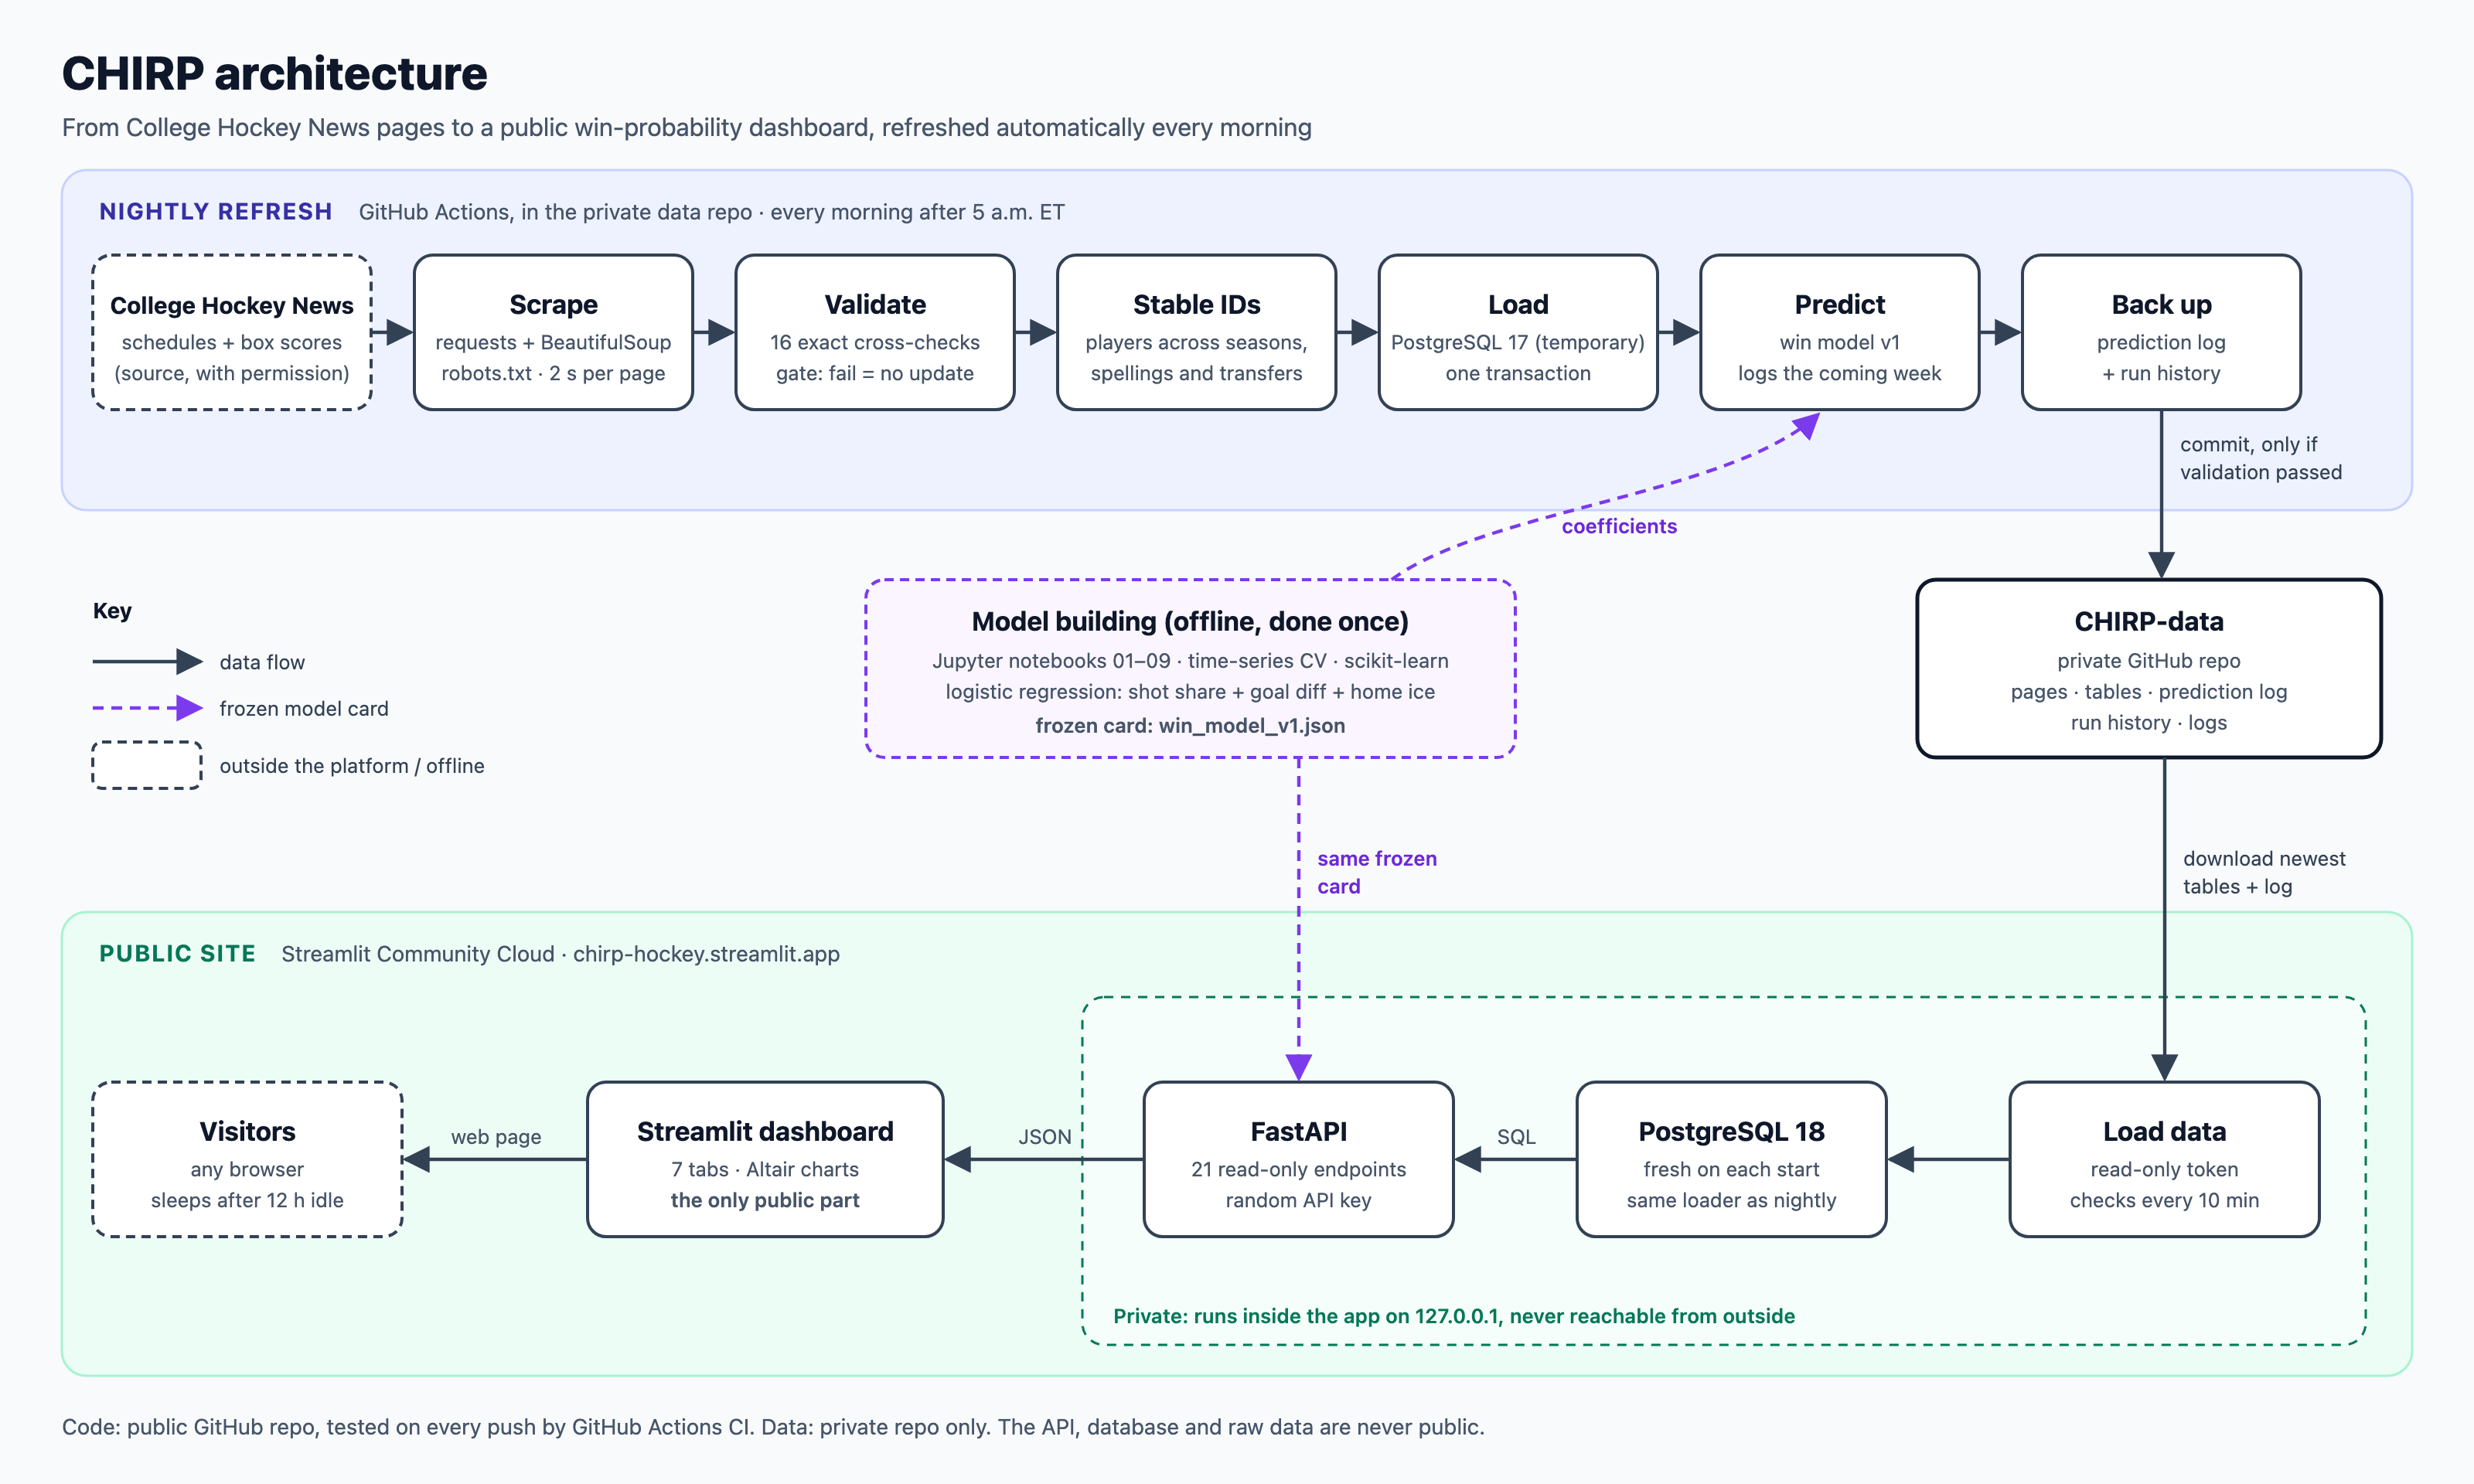 CHIRP architecture
From College Hockey News pages to a public win-probability dashboard, refreshed automatically every morning
NIGHTLY REFRESH GitHub Actions, in the private data repo · every morning after 5 a.m. ET
College Hockey News
schedules + box scores
(source, with permission)
Scrape
requests + BeautifulSoup
robots.txt · 2 s per page
Validate
16 exact cross-checks
gate: fail = no update
Stable IDs
players across seasons,
spellings and transfers
Load
PostgreSQL 17 (temporary)
one transaction
Predict
win model v1
logs the coming week
Back up
prediction log
+ run history
commit, only if
validation passed
coefficients
Key
data flow
frozen model card
outside the platform / offline
Model building (offline, done once)
Jupyter notebooks 01–09 · time-series CV · scikit-learn
logistic regression: shot share + goal diff + home ice
frozen card: win_model_v1.json
CHIRP-data
private GitHub repo
pages · tables · prediction log
run history · logs
same frozen
card
download newest
tables + log
PUBLIC SITE Streamlit Community Cloud · chirp-hockey.streamlit.app
Visitors
any browser
sleeps after 12 h idle
web page
Streamlit dashboard
7 tabs · Altair charts
the only public part
JSON
FastAPI
21 read-only endpoints
random API key
SQL
PostgreSQL 18
fresh on each start
same loader as nightly
Load data
read-only token
checks every 10 min
Private: runs inside the app on 127.0.0.1, never reachable from outside
Code: public GitHub repo, tested on every push by GitHub Actions CI. Data: private repo only. The API, database and raw data are never public.